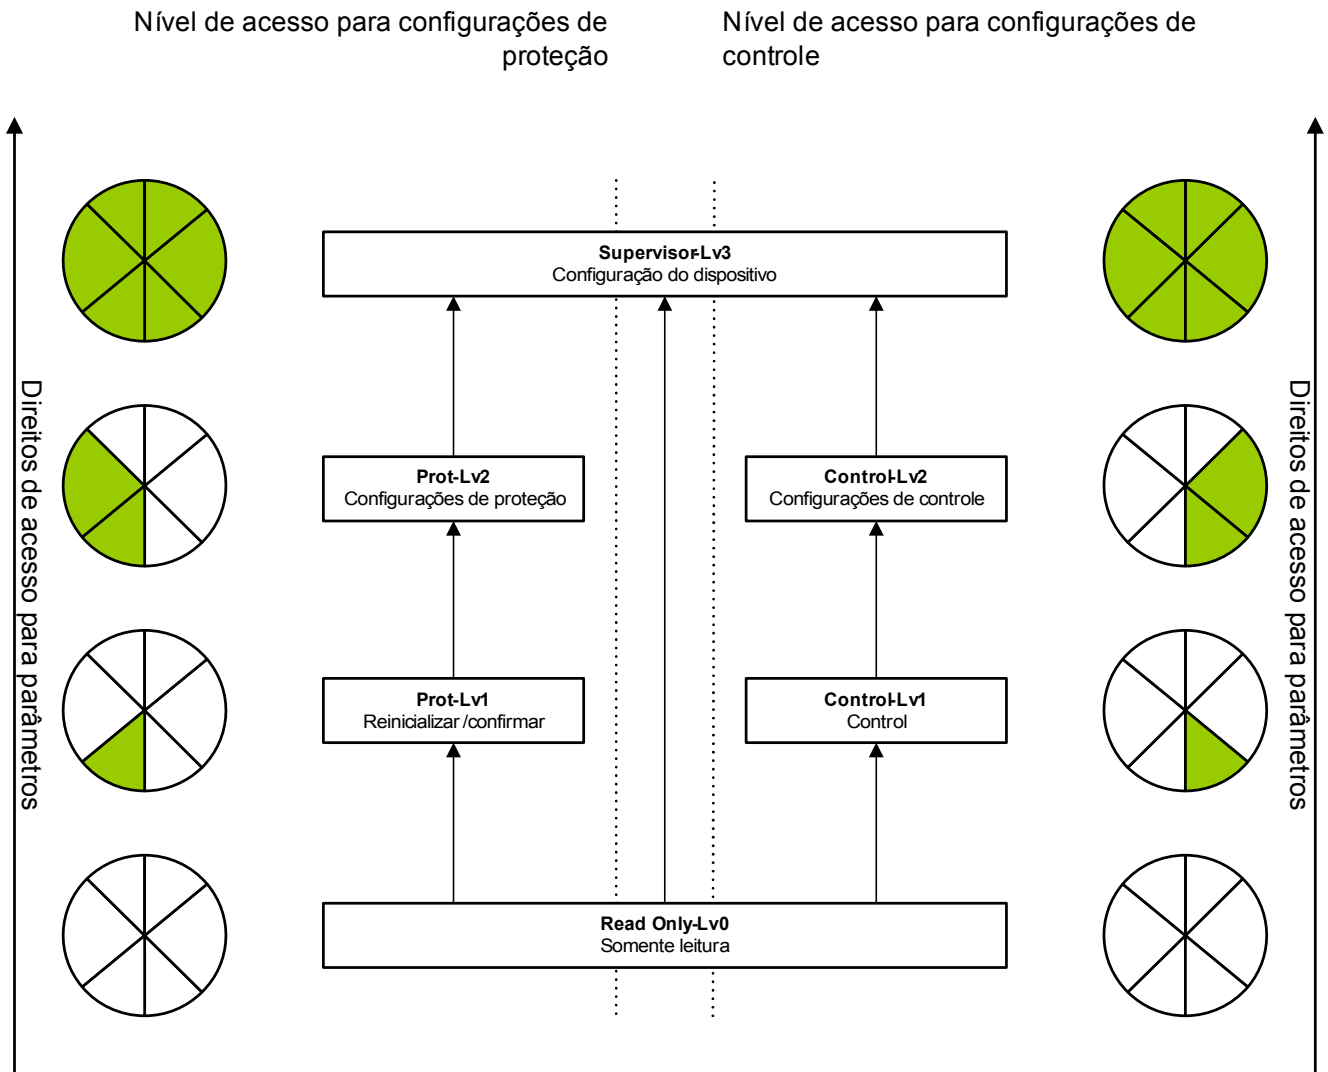 Nível de acesso para configurações de
proteção
Nível de acesso para configurações de
controle
Direitos de acesso para parâmetros
Supervisor-Lv3
Configuração do dispositivo
Prot-Lv2
Configurações de proteção
Control-Lv2
Configurações de controle
Prot-Lv1
Reinicializar/confirmar
Control-Lv1
Control
Read Only-Lv0
Somente leitura
Direitos de acesso para parâmetros